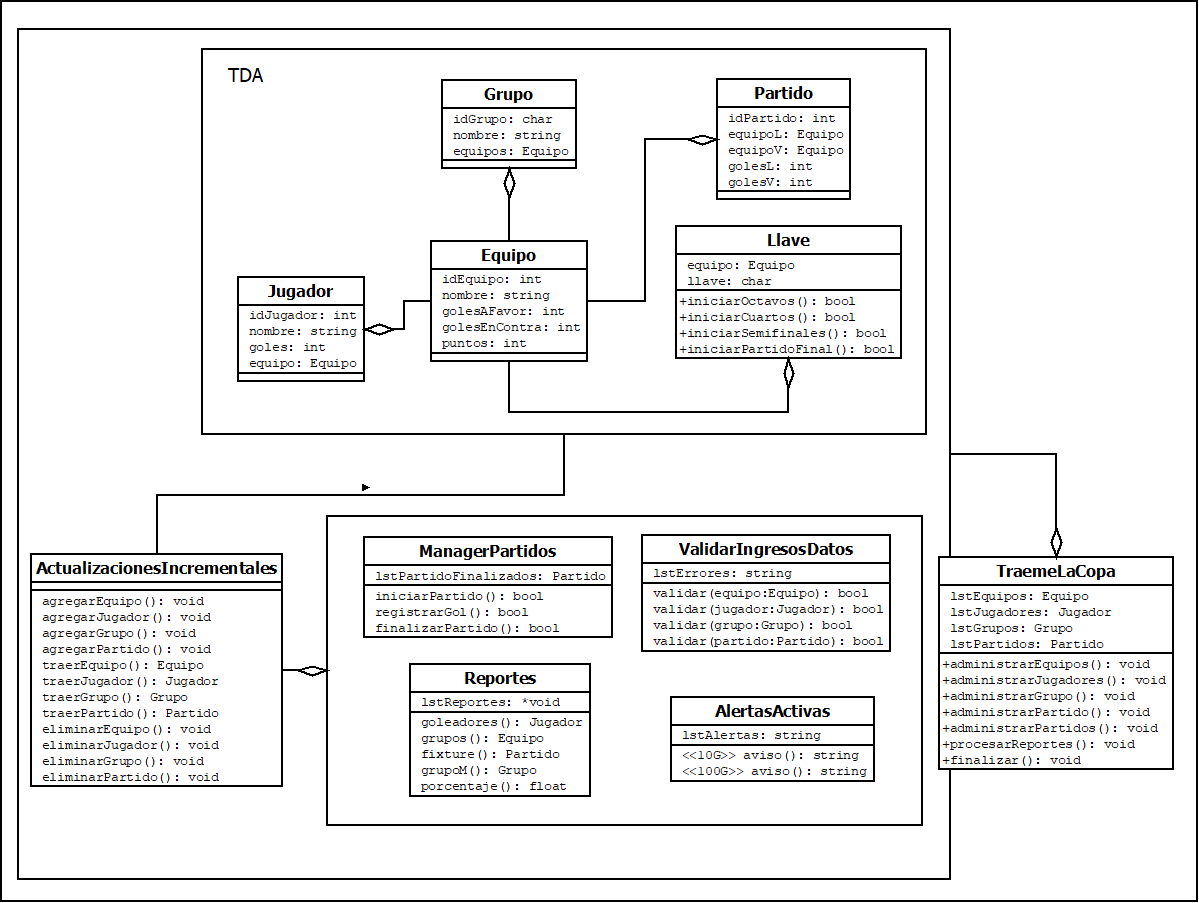 TDA
Grupo
idGrupo: char
nombre: string
equipos: Equipo
Partido
idPartido: int
equipoL: Equipo
equipoV: Equipo
golesL: int
golesV: int
Equipo
idEquipo: int
nombre: string
golesAFavor: int
golesEnContra: int
puntos: int
Llave
equipo: Equipo
llave: char
+iniciarOctavos(): bool
+iniciarCuartos(): bool
+iniciarSemifinales(): bool
+iniciarPartidoFinal(): bool
Jugador
idJugador: int
nombre: string
goles: int
equipo: Equipo
ActualizacionesIncrementales
agregarEquipo(): void
agregarJugador(): void
agregarGrupo(): void
agregarPartido(): void
traerEquipo(): Equipo
traerJugador(): Jugador
traerGrupo(): Grupo
traerPartido(): Partido
eliminarEquipo(): void
eliminarJugador(): void
eliminarGrupo(): void
eliminarPartido(): void
ManagerPartidos
lstPartidoFinalizados: Partido
iniciarPartido(): bool
registrarGol(): bool
finalizarPartido(): bool
ValidarIngresosDatos
lstErrores: string
validar(equipo:Equipo): bool
validar(jugador:Jugador): bool
validar(grupo:Grupo): bool
validar(partido:Partido): bool
Reportes
lstReportes: *void
goleadores(): Jugador
grupos(): Equipo
fixture(): Partido
grupoM(): Grupo
porcentaje(): float
AlertasActivas
lstAlertas: string
<<10G>> aviso(): string
<<100G>> aviso(): string
TraemeLaCopa
lstEquipos: Equipo
lstJugadores: Jugador
lstGrupos: Grupo
lstPartidos: Partido
+administrarEquipos(): void
+administrarJugadores(): void
+administrarGrupo(): void
+administrarPartido(): void
+administrarPartidos(): void
+procesarReportes(): void
+finalizar(): void